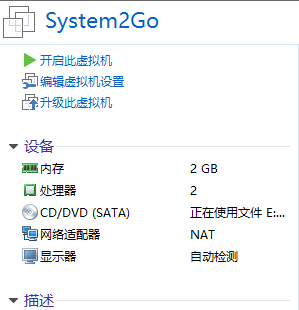 System2Go
开启此虚拟机
编辑虚拟机设置
升级此虚拟机
设备
内存 2 GB
处理器 2
CD/DVD (SATA) 正在使用文件 E:...
网络适配器 NAT
显示器 自动检测
描述